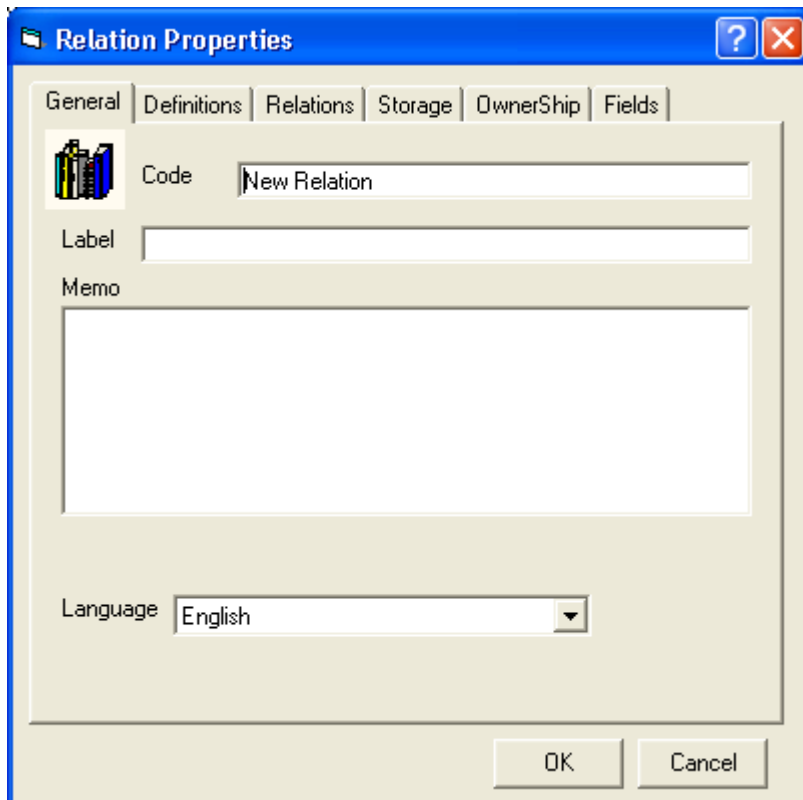 Relation Properties
?
General Definitions Relations Storage OwnerShip Fields
Code New Relation
Label
Memo
Language English
OK Cancel